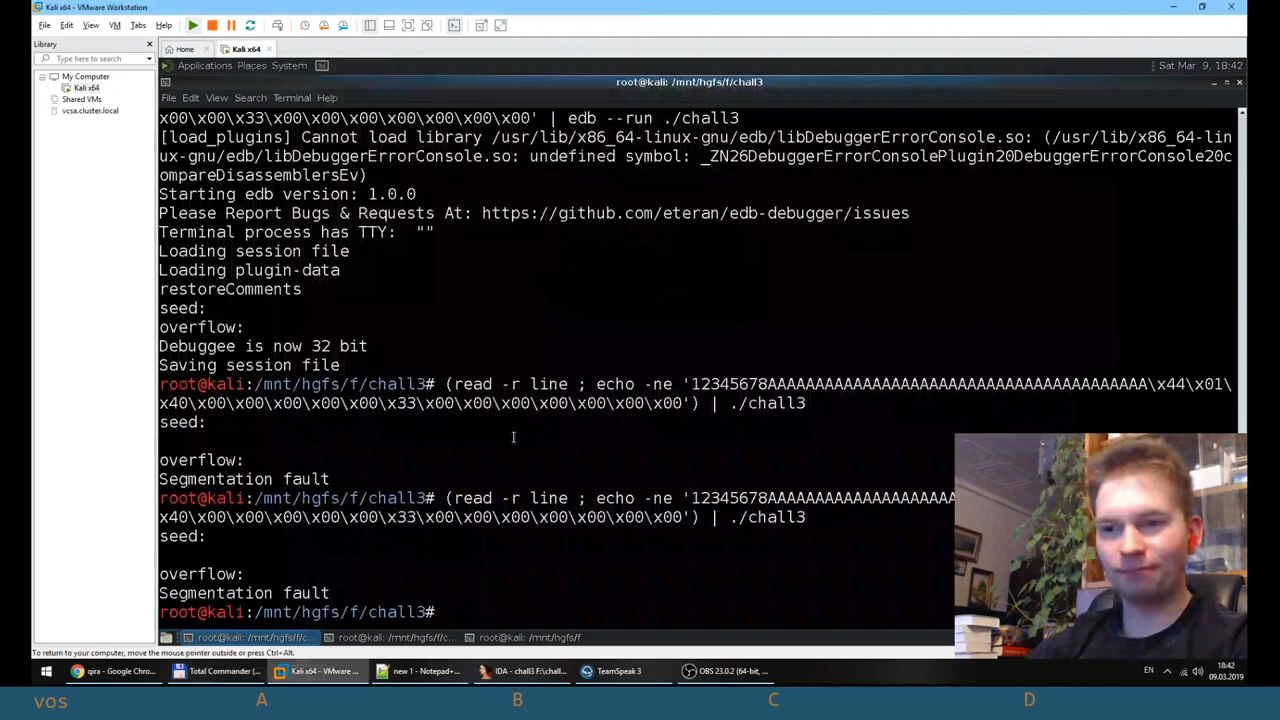 Kali x64 - VMware Workstation
File Edit View VM Tabs Help
Library
Type here to search
My Computer
Kali x64
Shared VMs
vcsa.cluster.local
Home
Kali x64
Applications Places System
Sat Mar 9, 18:42
root@kali: /mnt/hgfs/f/chall3
File Edit View Search Terminal Help
x00\x00\x33\x00\x00\x00\x00\x00\x00\x00' | edb --run ./chall3
[load_plugins] Cannot load library /usr/lib/x86_64-linux-gnu/edb/libDebuggerErrorConsole.so: (/usr/lib/x86_64-lin
ux-gnu/edb/libDebuggerErrorConsole.so: undefined symbol: _ZN26DebuggerErrorConsolePlugin20DebuggerErrorConsole20c
ompareDisassemblersEv)
Starting edb version: 1.0.0
Please Report Bugs & Requests At: https://github.com/eteran/edb-debugger/issues
Terminal process has TTY: ""
Loading session file
Loading plugin-data
restoreComments
seed:
overflow:
Debuggee is now 32 bit
Saving session file
root@kali:/mnt/hgfs/f/chall3# (read -r line ; echo -ne '12345678AAAAAAAAAAAAAAAAAAAAAAAAAAAAAAAAAAAAAAAA\x44\x01\
x40\x00\x00\x00\x00\x00\x33\x00\x00\x00\x00\x00\x00\x00') | ./chall3
seed:
overflow:
Segmentation fault
root@kali:/mnt/hgfs/f/chall3# (read -r line ; echo -ne '12345678AAAAAAAAAAAAAAAAAAAA
x40\x00\x00\x00\x00\x00\x33\x00\x00\x00\x00\x00\x00\x00') | ./chall3
seed:
overflow:
Segmentation fault
root@kali:/mnt/hgfs/f/chall3#
root@kali: /mnt/hgfs/f/c...
root@kali: /mnt/hgfs/f/c...
root@kali: /mnt/hgfs/f
To return to your computer, move the mouse pointer outside or press Ctrl+Alt.
qira - Google Chro...
Total Commander (...
Kali x64 - VMware ...
new 1 - Notepad+...
IDA - chall3 F:\chall...
TeamSpeak 3
OBS 23.0.2 (64-bit, ...
EN
18:42
09.03.2019
vos A B C D